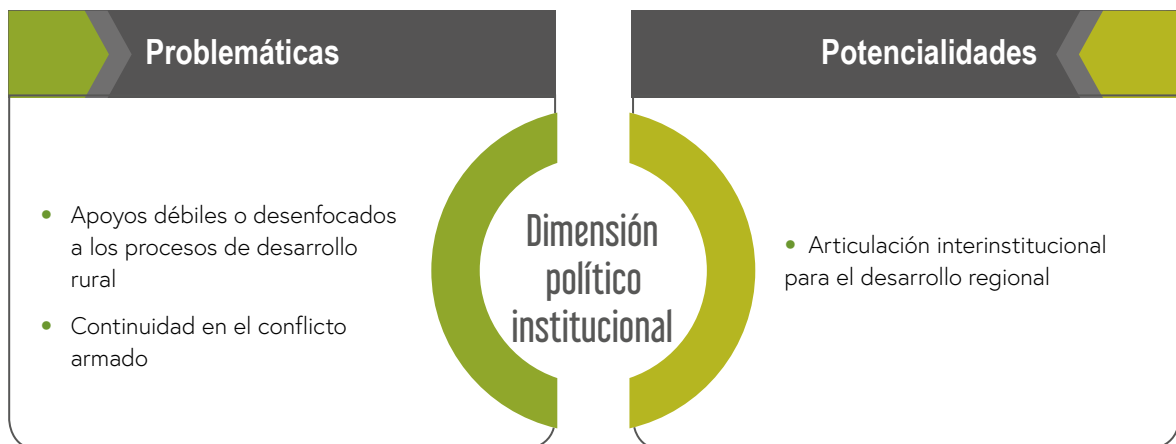 Problemáticas
• Apoyos débiles o desenfocados
a los procesos de desarrollo
rural
• Continuidad en el conflicto
armado
Dimensión
político
institucional
Potencialidades
• Articulación interinstitucional
para el desarrollo regional